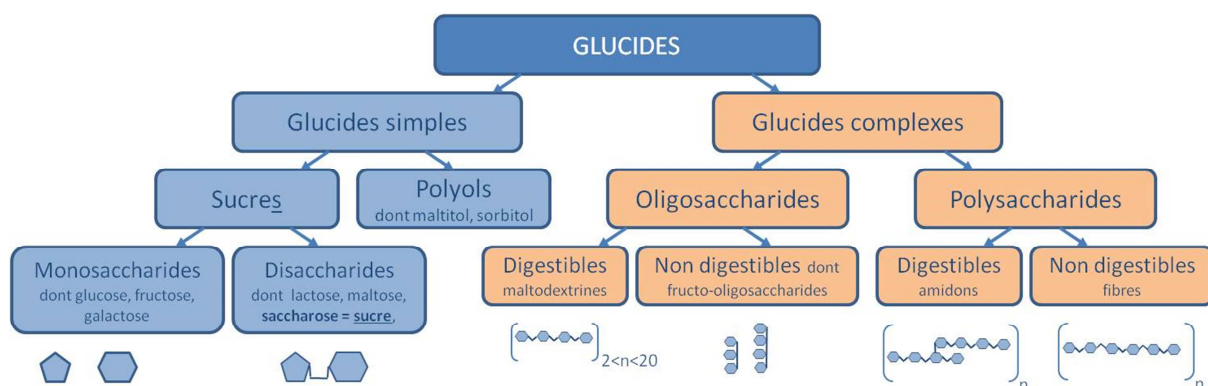 GLUCIDES
Glucides simples
Glucides complexes
Sucres
Polyols
dont maltitol, sorbitol
Oligosaccharides
Polysaccharides
Monosaccharides
dont glucose, fructose,
galactose
Disaccharides
dont lactose, maltose,
saccharose = sucre,
Digestibles
maltodextrines
Non digestibles dont
fructo-oligosaccharides
Digestibles
amidons
Non digestibles
fibres
2<n<20
n
n